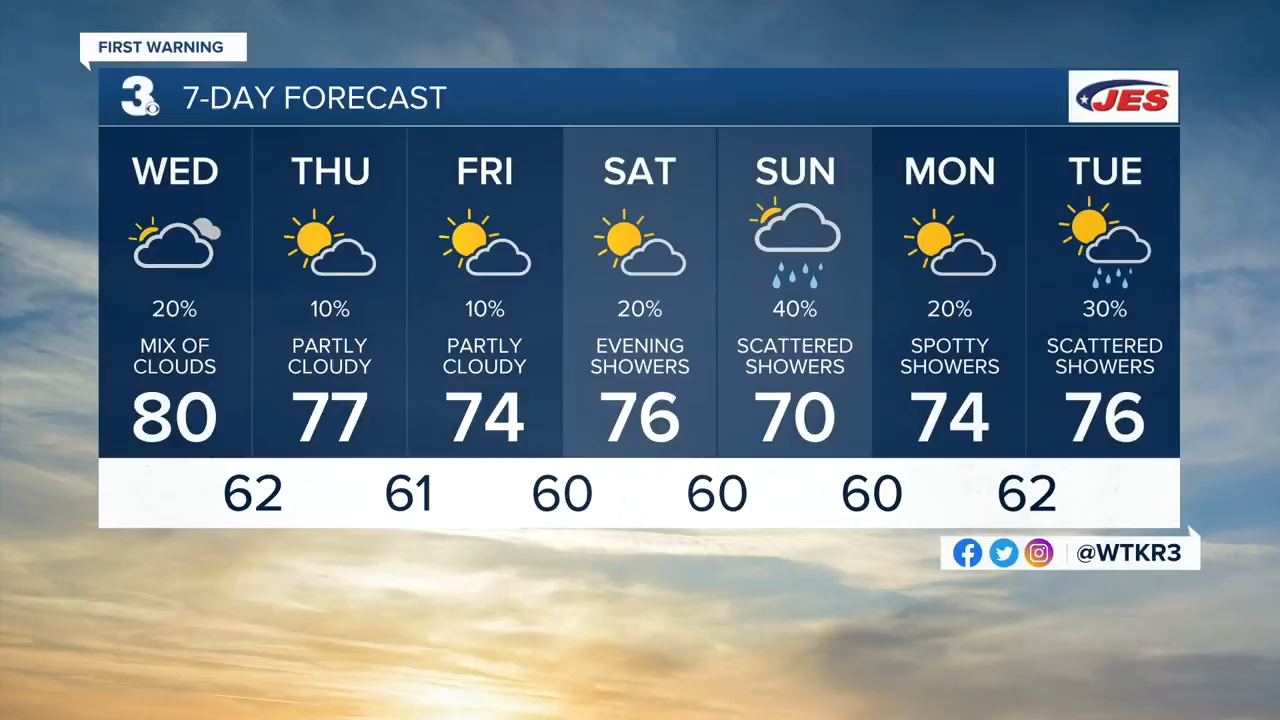 FIRST WARNING
3 7-DAY FORECAST JES
WED THU FRI SAT SUN MON TUE
20% 10% 10% 20% 40% 20% 30%
MIX OF PARTLY PARTLY EVENING SCATTERED SPOTTY SCATTERED
CLOUDS CLOUDY CLOUDY SHOWERS SHOWERS SHOWERS SHOWERS
80 77 74 76 70 74 76
62 61 60 60 60 62
@WTKR3